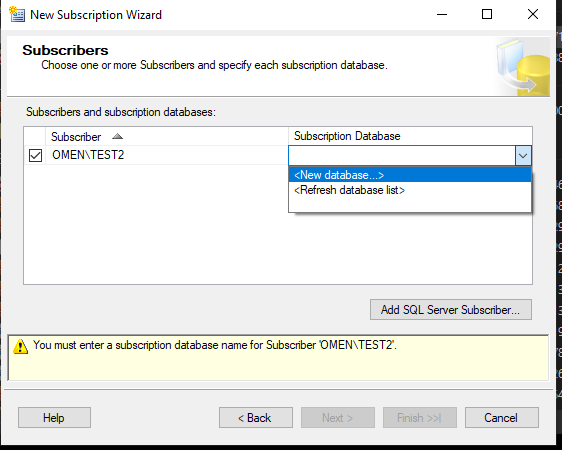 New Subscription Wizard
Subscribers
Choose one or more Subscribers and specify each subscription database.
Subscribers and subscription databases:
Subscriber Subscription Database
OMEN\TEST2
<New database...>
<Refresh database list>
Add SQL Server Subscriber...
You must enter a subscription database name for Subscriber 'OMEN\TEST2'.
Help < Back Next > Finish >>| Cancel